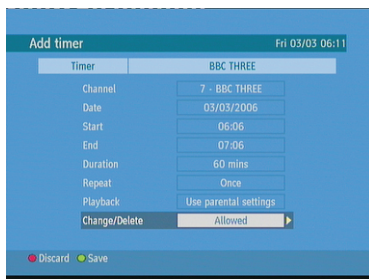 Add timer Fri 03/03 06:11
Timer BBC THREE
Channel 7 - BBC THREE
Date 03/03/2006
Start 06:06
End 07:06
Duration 60 mins
Repeat Once
Playback Use parental settings
Change/Delete Allowed
Discard Save